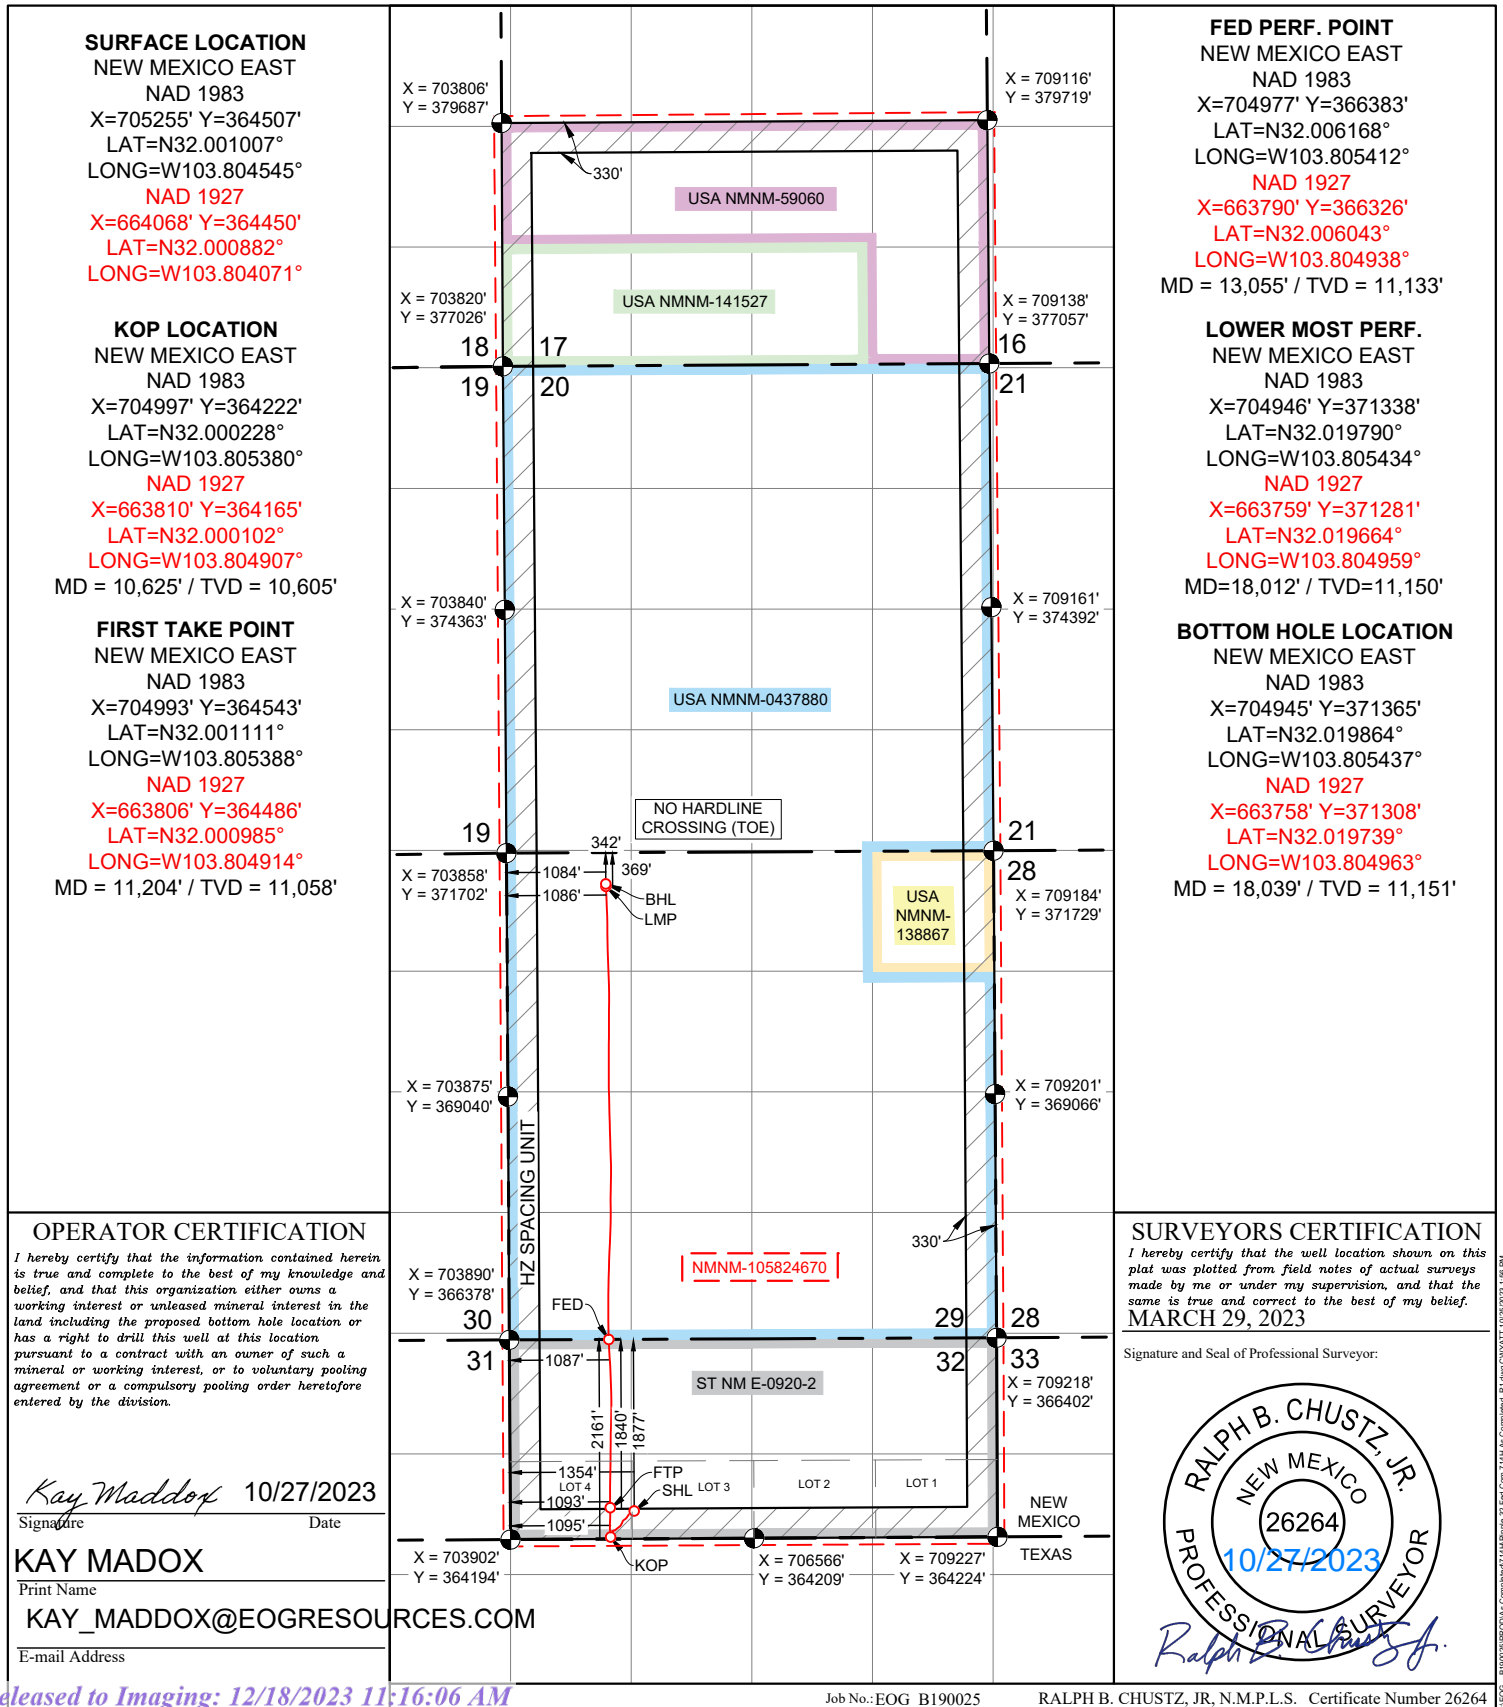 SURFACE LOCATION
NEW MEXICO EAST
NAD 1983
X=705255' Y=364507'
LAT=N32.001007°
LONG=W103.804545°
NAD 1927
X=664068' Y=364450'
LAT=N32.000882°
LONG=W103.804071°
KOP LOCATION
NEW MEXICO EAST
NAD 1983
X=704997' Y=364222'
LAT=N32.000228°
LONG=W103.805380°
NAD 1927
X=663810' Y=364165'
LAT=N32.000102°
LONG=W103.804907°
MD = 10,625' / TVD = 10,605'
FIRST TAKE POINT
NEW MEXICO EAST
NAD 1983
X=704993' Y=364543'
LAT=N32.001111°
LONG=W103.805388°
NAD 1927
X=663806' Y=364486'
LAT=N32.000985°
LONG=W103.804914°
MD = 11,204' / TVD = 11,058'
OPERATOR CERTIFICATION
I hereby certify that the information contained herein
is true and complete to the best of my knowledge and
belief, and that this organization either owns a
working interest or unleased mineral interest in the
land including the proposed bottom hole location or
has a right to drill this well at this location
pursuant to a contract with an owner of such a
mineral or working interest, or to voluntary pooling
agreement or a compulsory pooling order heretofore
entered by the division.
Kay Maddox 10/27/2023
Signature Date
KAY MADOX
Print Name
KAY_MADDOX@EOGRESOURCES.COM
E-mail Address
X = 703806'
Y = 379687'
X = 709116'
Y = 379719'
330'
USA NMNM-59060
X = 703820'
Y = 377026'
USA NMNM-141527
X = 709138'
Y = 377057'
18 17 16
19 20 21
X = 703840'
Y = 374363'
X = 709161'
Y = 374392'
USA NMNM-0437880
NO HARDLINE
CROSSING (TOE)
19 21
28
342'
369'
1084'
1086'
BHL
LMP
X = 703858'
Y = 371702'
X = 709184'
Y = 371729'
USA
NMNM-
138867
X = 703875'
Y = 369040'
X = 709201'
Y = 369066'
HZ SPACING UNIT
330'
NMNM-105824670
X = 703890'
Y = 366378'
FED
30 29 28
31 32 33
1087'
ST NM E-0920-2
X = 709218'
Y = 366402'
2161'
1840'
1877'
1354'
FTP
SHL
LOT 4 LOT 3 LOT 2 LOT 1
1093'
1095'
KOP
NEW
MEXICO
TEXAS
X = 703902'
Y = 364194'
X = 706566'
Y = 364209'
X = 709227'
Y = 364224'
FED PERF. POINT
NEW MEXICO EAST
NAD 1983
X=704977' Y=366383'
LAT=N32.006168°
LONG=W103.805412°
NAD 1927
X=663790' Y=366326'
LAT=N32.006043°
LONG=W103.804938°
MD = 13,055' / TVD = 11,133'
LOWER MOST PERF.
NEW MEXICO EAST
NAD 1983
X=704946' Y=371338'
LAT=N32.019790°
LONG=W103.805434°
NAD 1927
X=663759' Y=371281'
LAT=N32.019664°
LONG=W103.804959°
MD=18,012' / TVD=11,150'
BOTTOM HOLE LOCATION
NEW MEXICO EAST
NAD 1983
X=704945' Y=371365'
LAT=N32.019864°
LONG=W103.805437°
NAD 1927
X=663758' Y=371308'
LAT=N32.019739°
LONG=W103.804963°
MD = 18,039' / TVD = 11,151'
SURVEYORS CERTIFICATION
I hereby certify that the well location shown on this
plat was plotted from field notes of actual surveys
made by me or under my supervision, and that the
same is true and correct to the best of my belief.
MARCH 29, 2023
Signature and Seal of Professional Surveyor:
RALPH B. CHUSTZ, JR.
NEW MEXICO
26264
10/27/2023
PROFESSIONAL SURVEYOR
Ralph B. Chustz Jr.
eleased to Imaging: 12/18/2023 11:16:06 AM
Job No.: EOG B190025
RALPH B. CHUSTZ, JR, N.M.P.L.S. Certificate Number 26264